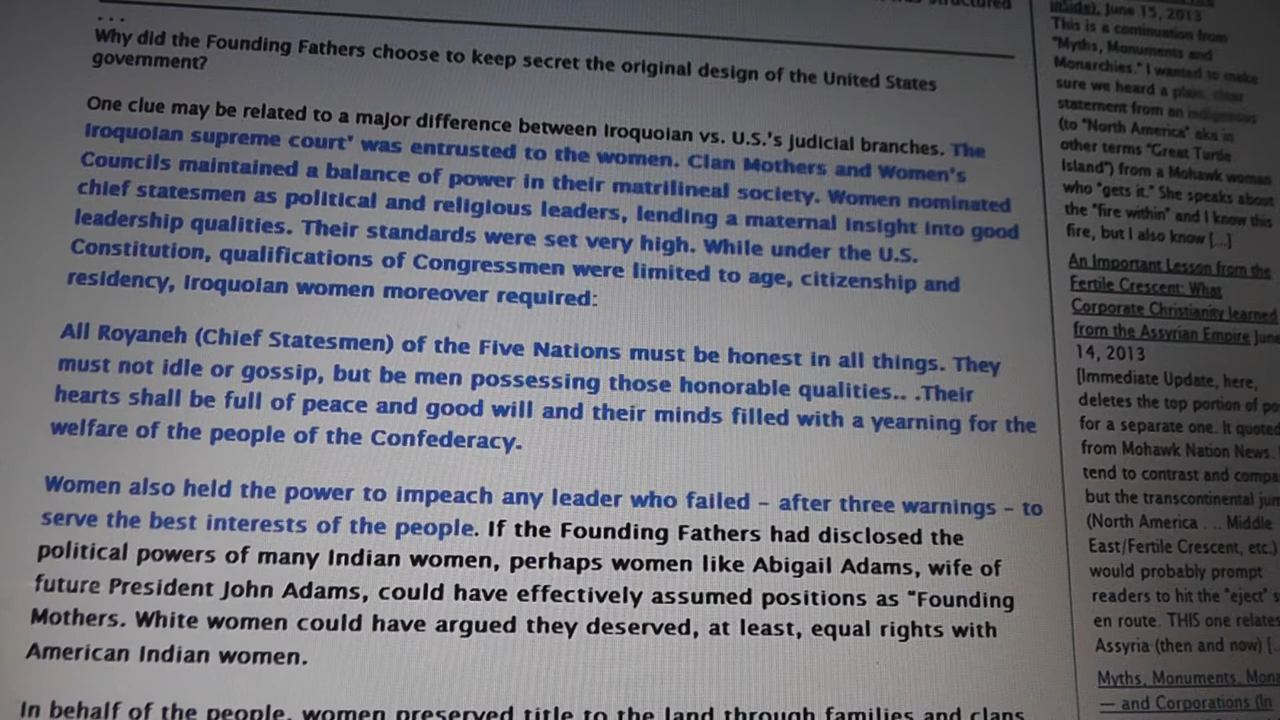 structured
...
Why did the Founding Fathers choose to keep secret the original design of the United States
government?
One clue may be related to a major difference between Iroquoian vs. U.S.'s judicial branches. The
Iroquoian supreme court' was entrusted to the women. Clan Mothers and Women's
Councils maintained a balance of power in their matrilineal society. Women nominated
chief statesmen as political and religious leaders, lending a maternal insight into good
leadership qualities. Their standards were set very high. While under the U.S.
Constitution, qualifications of Congressmen were limited to age, citizenship and
residency, Iroquoian women moreover required:
All Royaneh (Chief Statesmen) of the Five Nations must be honest in all things. They
must not idle or gossip, but be men possessing those honorable qualities.. .Their
hearts shall be full of peace and good will and their minds filled with a yearning for the
welfare of the people of the Confederacy.
Women also held the power to impeach any leader who failed – after three warnings – to
serve the best interests of the people. If the Founding Fathers had disclosed the
political powers of many Indian women, perhaps women like Abigail Adams, wife of
future President John Adams, could have effectively assumed positions as "Founding
Mothers. White women could have argued they deserved, at least, equal rights with
American Indian women.
In behalf of the people, women preserved title to the land through families and clans
inside), June 15, 2013
This is a continuation from
"Myths, Monuments and
Monarchies." I wanted to make
sure we heard a plain, clear
statement from an indigenous
(to "North America" aka in
other terms "Great Turtle
Island") from a Mohawk woman
who "gets it." She speaks about
the "fire within" and I know this
fire, but I also know [...]
An Important Lesson from the
Fertile Crescent: What
Corporate Christianity learned
from the Assyrian Empire June
14, 2013
[Immediate Update, here,
deletes the top portion of po
for a separate one. It quoted
from Mohawk Nation News.
tend to contrast and compa
but the transcontinental jum
(North America . . . Middle
East/Fertile Crescent, etc.)
would probably prompt
readers to hit the "eject" s
en route. THIS one relates
Assyria (then and now) [..
Myths, Monuments, Mona
— and Corporations (In